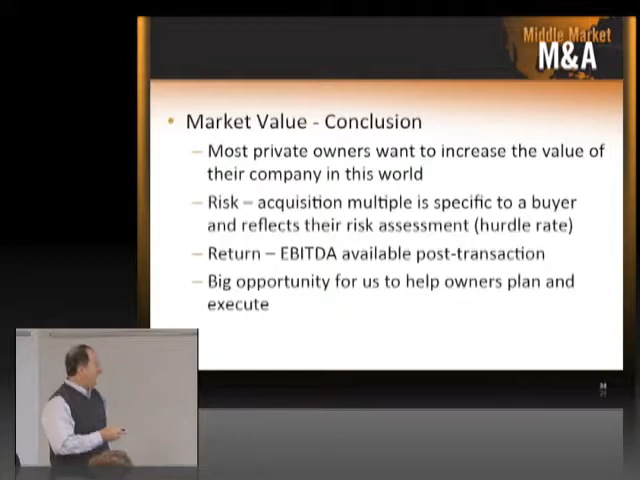 Middle Market
M&A
• Market Value - Conclusion
– Most private owners want to increase the value of
their company in this world
– Risk – acquisition multiple is specific to a buyer
and reflects their risk assessment (hurdle rate)
– Return – EBITDA available post-transaction
– Big opportunity for us to help owners plan and
execute